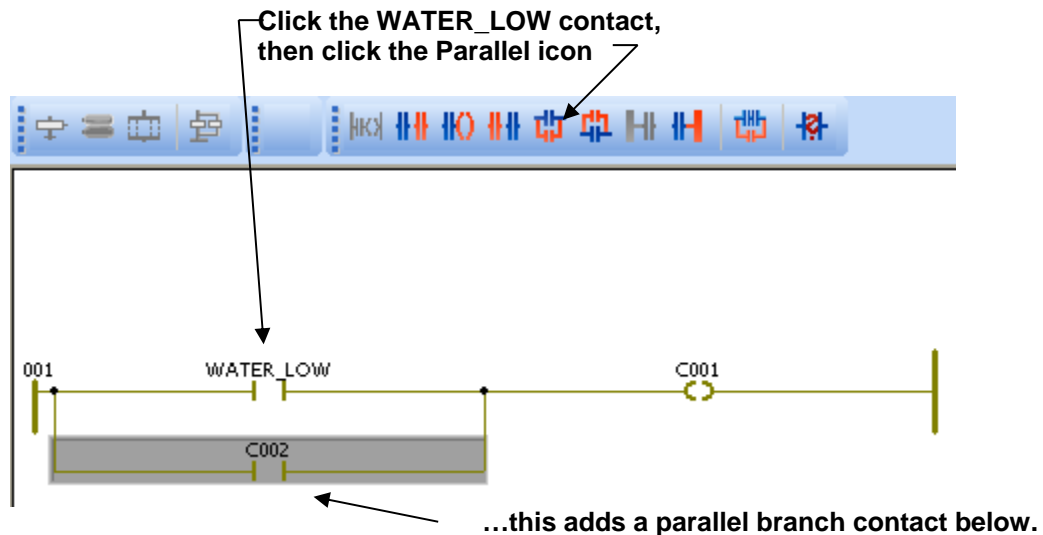 Click the WATER_LOW contact,
then click the Parallel icon
001
WATER_LOW
C001
C002
…this adds a parallel branch contact below.